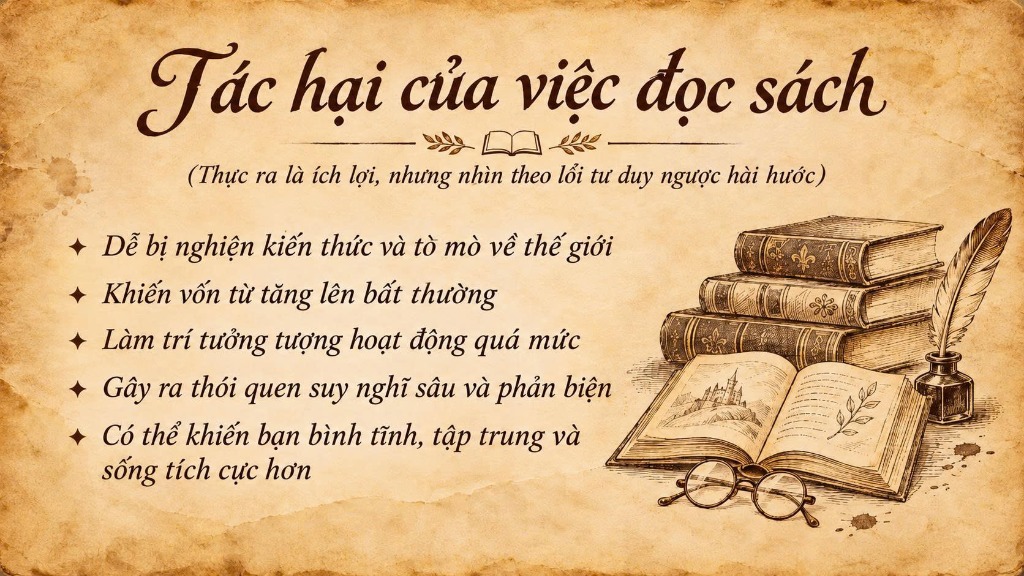 Tác hại của việc đọc sách
(Thực ra là ích lợi, nhưng nhìn theo lổi tư duy ngược hài hước)
✦ Dễ bị nghiện kiến thức và tò mò về thế giới
✦ Khiến vốn từ tăng lên bất thường
✦ Làm trí tưởng tượng hoạt động quá mức
✦ Gây ra thói quen suy nghĩ sâu và phản biện
✦ Có thể khiến bạn bình tĩnh, tập trung và
sống tích cực hơn